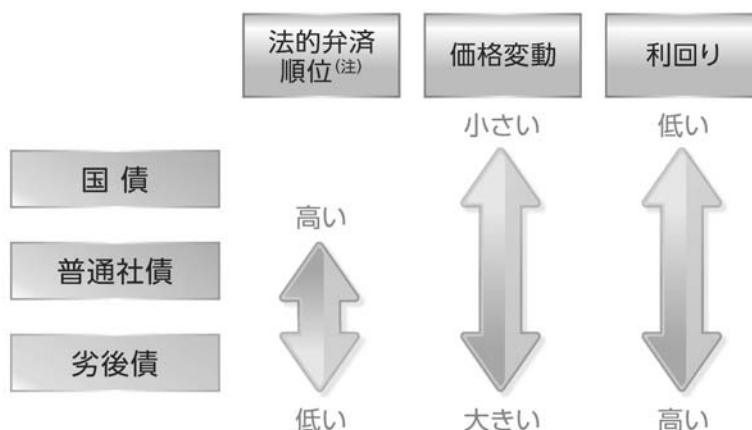 法的弁済
順位(注)
価格変動
利回り
小さい
低い
国債
高い
普通社債
劣後債
低い
大きい
高い